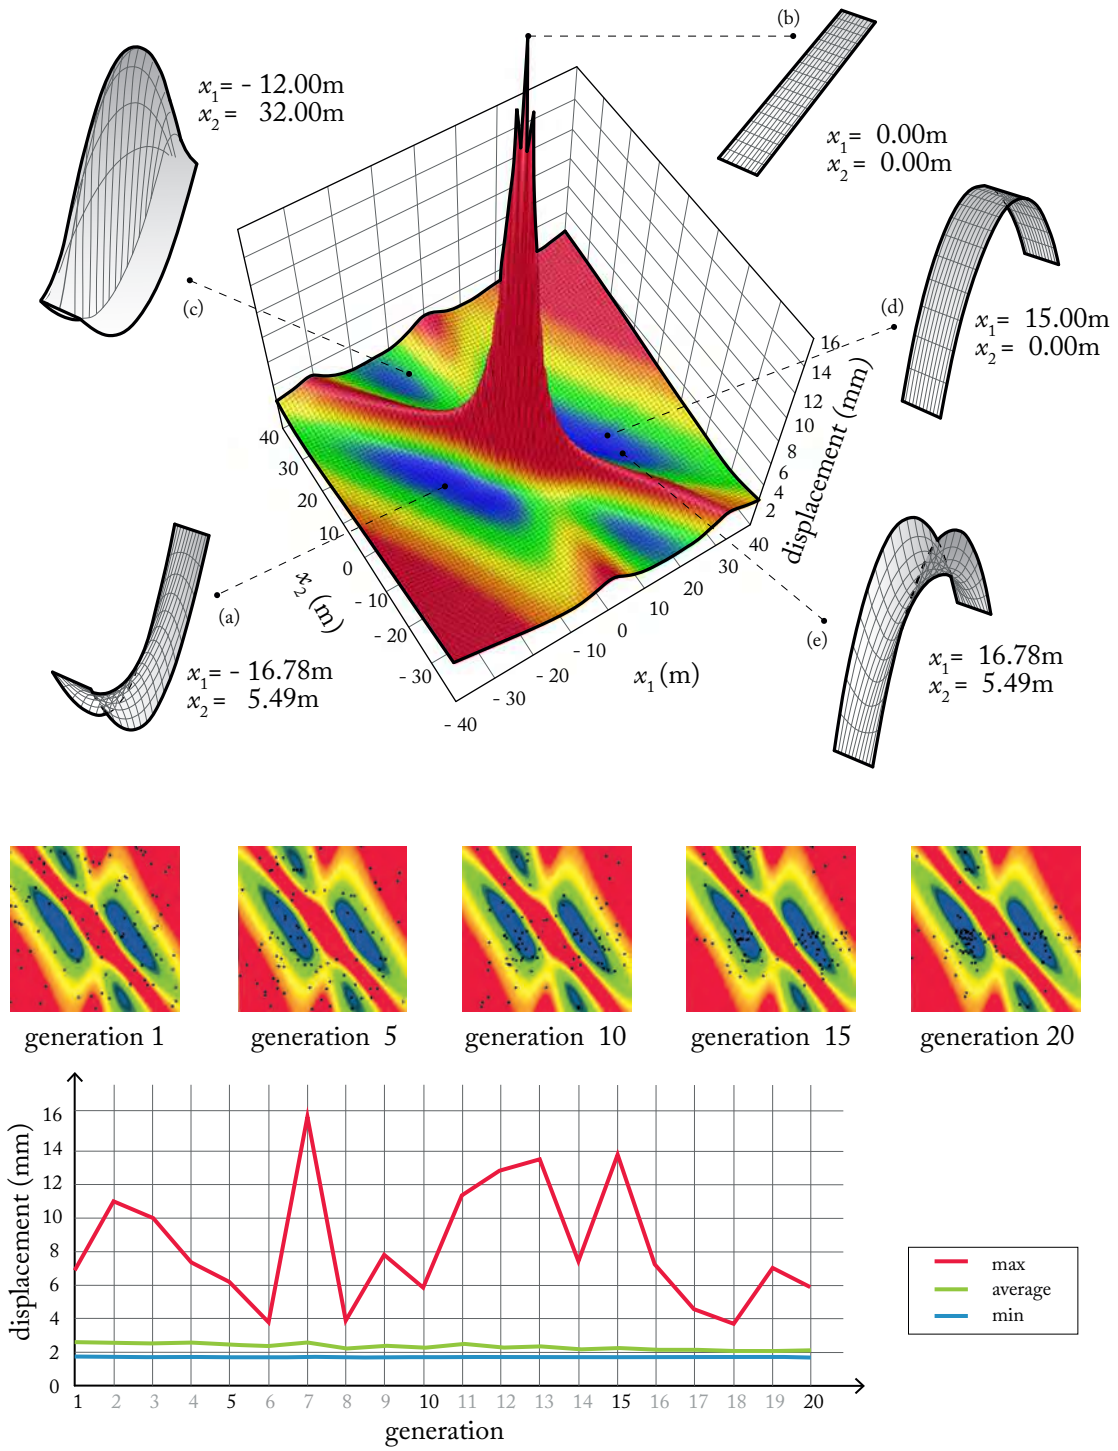 (b)
x1= - 12.00m
x2= 32.00m
x1= 0.00m
x2= 0.00m
(c)
(d)
x1= 15.00m
x2= 0.00m
16
14
12
10
8
6
4
2
displacement (mm)
40
30
20
10
0
- 10
- 20
- 30
- 40
x2 (m)
- 30
- 20
- 10
0
10
20
30
40
x1 (m)
(a)
x1= - 16.78m
x2= 5.49m
(e)
x1= 16.78m
x2= 5.49m
generation 1
generation 5
generation 10
generation 15
generation 20
displacement (mm)
16
14
12
10
8
6
4
2
0
1 2 3 4 5 6 7 8 9 10 11 12 13 14 15 16 17 18 19 20
generation
max
average
min